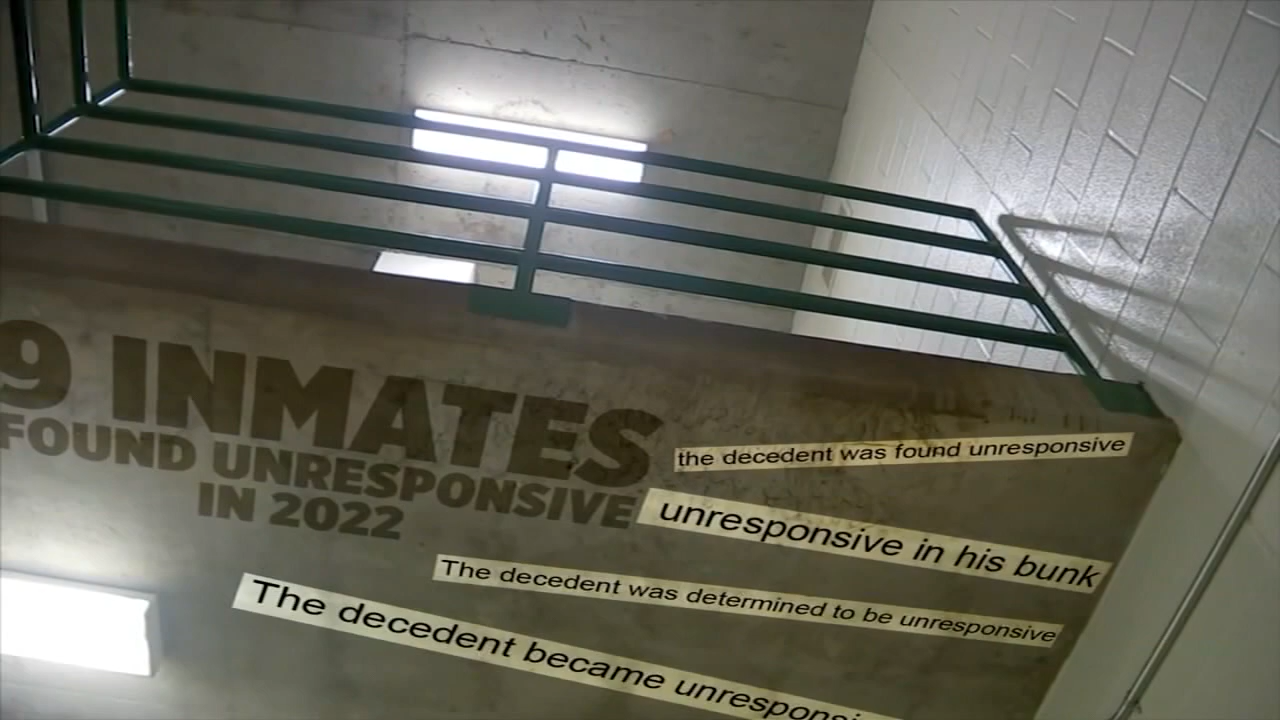 9 INMATES
FOUND UNRESPONSIVE
IN 2022
the decedent was found unresponsive
unresponsive in his bunk
The decedent was determined to be unresponsive
The decedent became